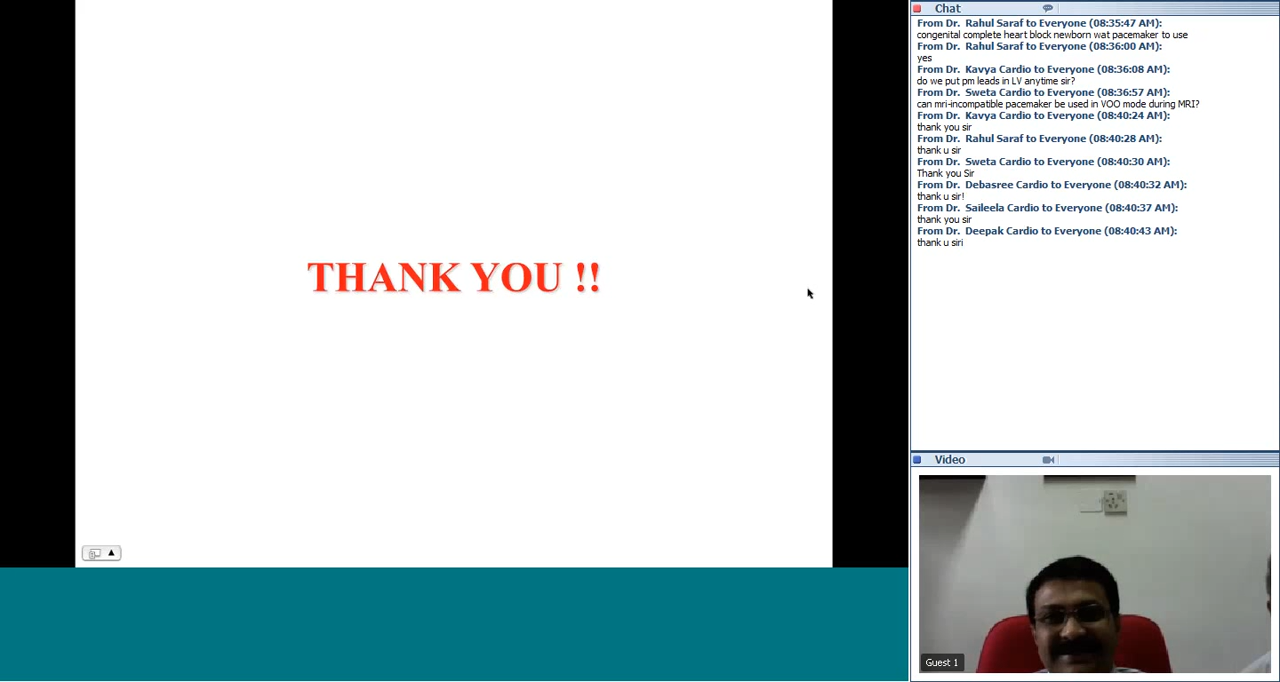 THANK YOU !!
Chat
From Dr. Rahul Saraf to Everyone (08:35:47 AM):
congenital complete heart block newborn wat pacemaker to use
From Dr. Rahul Saraf to Everyone (08:36:00 AM):
yes
From Dr. Kavya Cardio to Everyone (08:36:08 AM):
do we put pm leads in LV anytime sir?
From Dr. Sweta Cardio to Everyone (08:36:57 AM):
can mri-incompatible pacemaker be used in VOO mode during MRI?
From Dr. Kavya Cardio to Everyone (08:40:24 AM):
thank you sir
From Dr. Rahul Saraf to Everyone (08:40:28 AM):
thank u sir
From Dr. Sweta Cardio to Everyone (08:40:30 AM):
Thank you Sir
From Dr. Debasree Cardio to Everyone (08:40:32 AM):
thank u sir!
From Dr. Saileela Cardio to Everyone (08:40:37 AM):
thank you sir
From Dr. Deepak Cardio to Everyone (08:40:43 AM):
thank u siri
Video
Guest 1